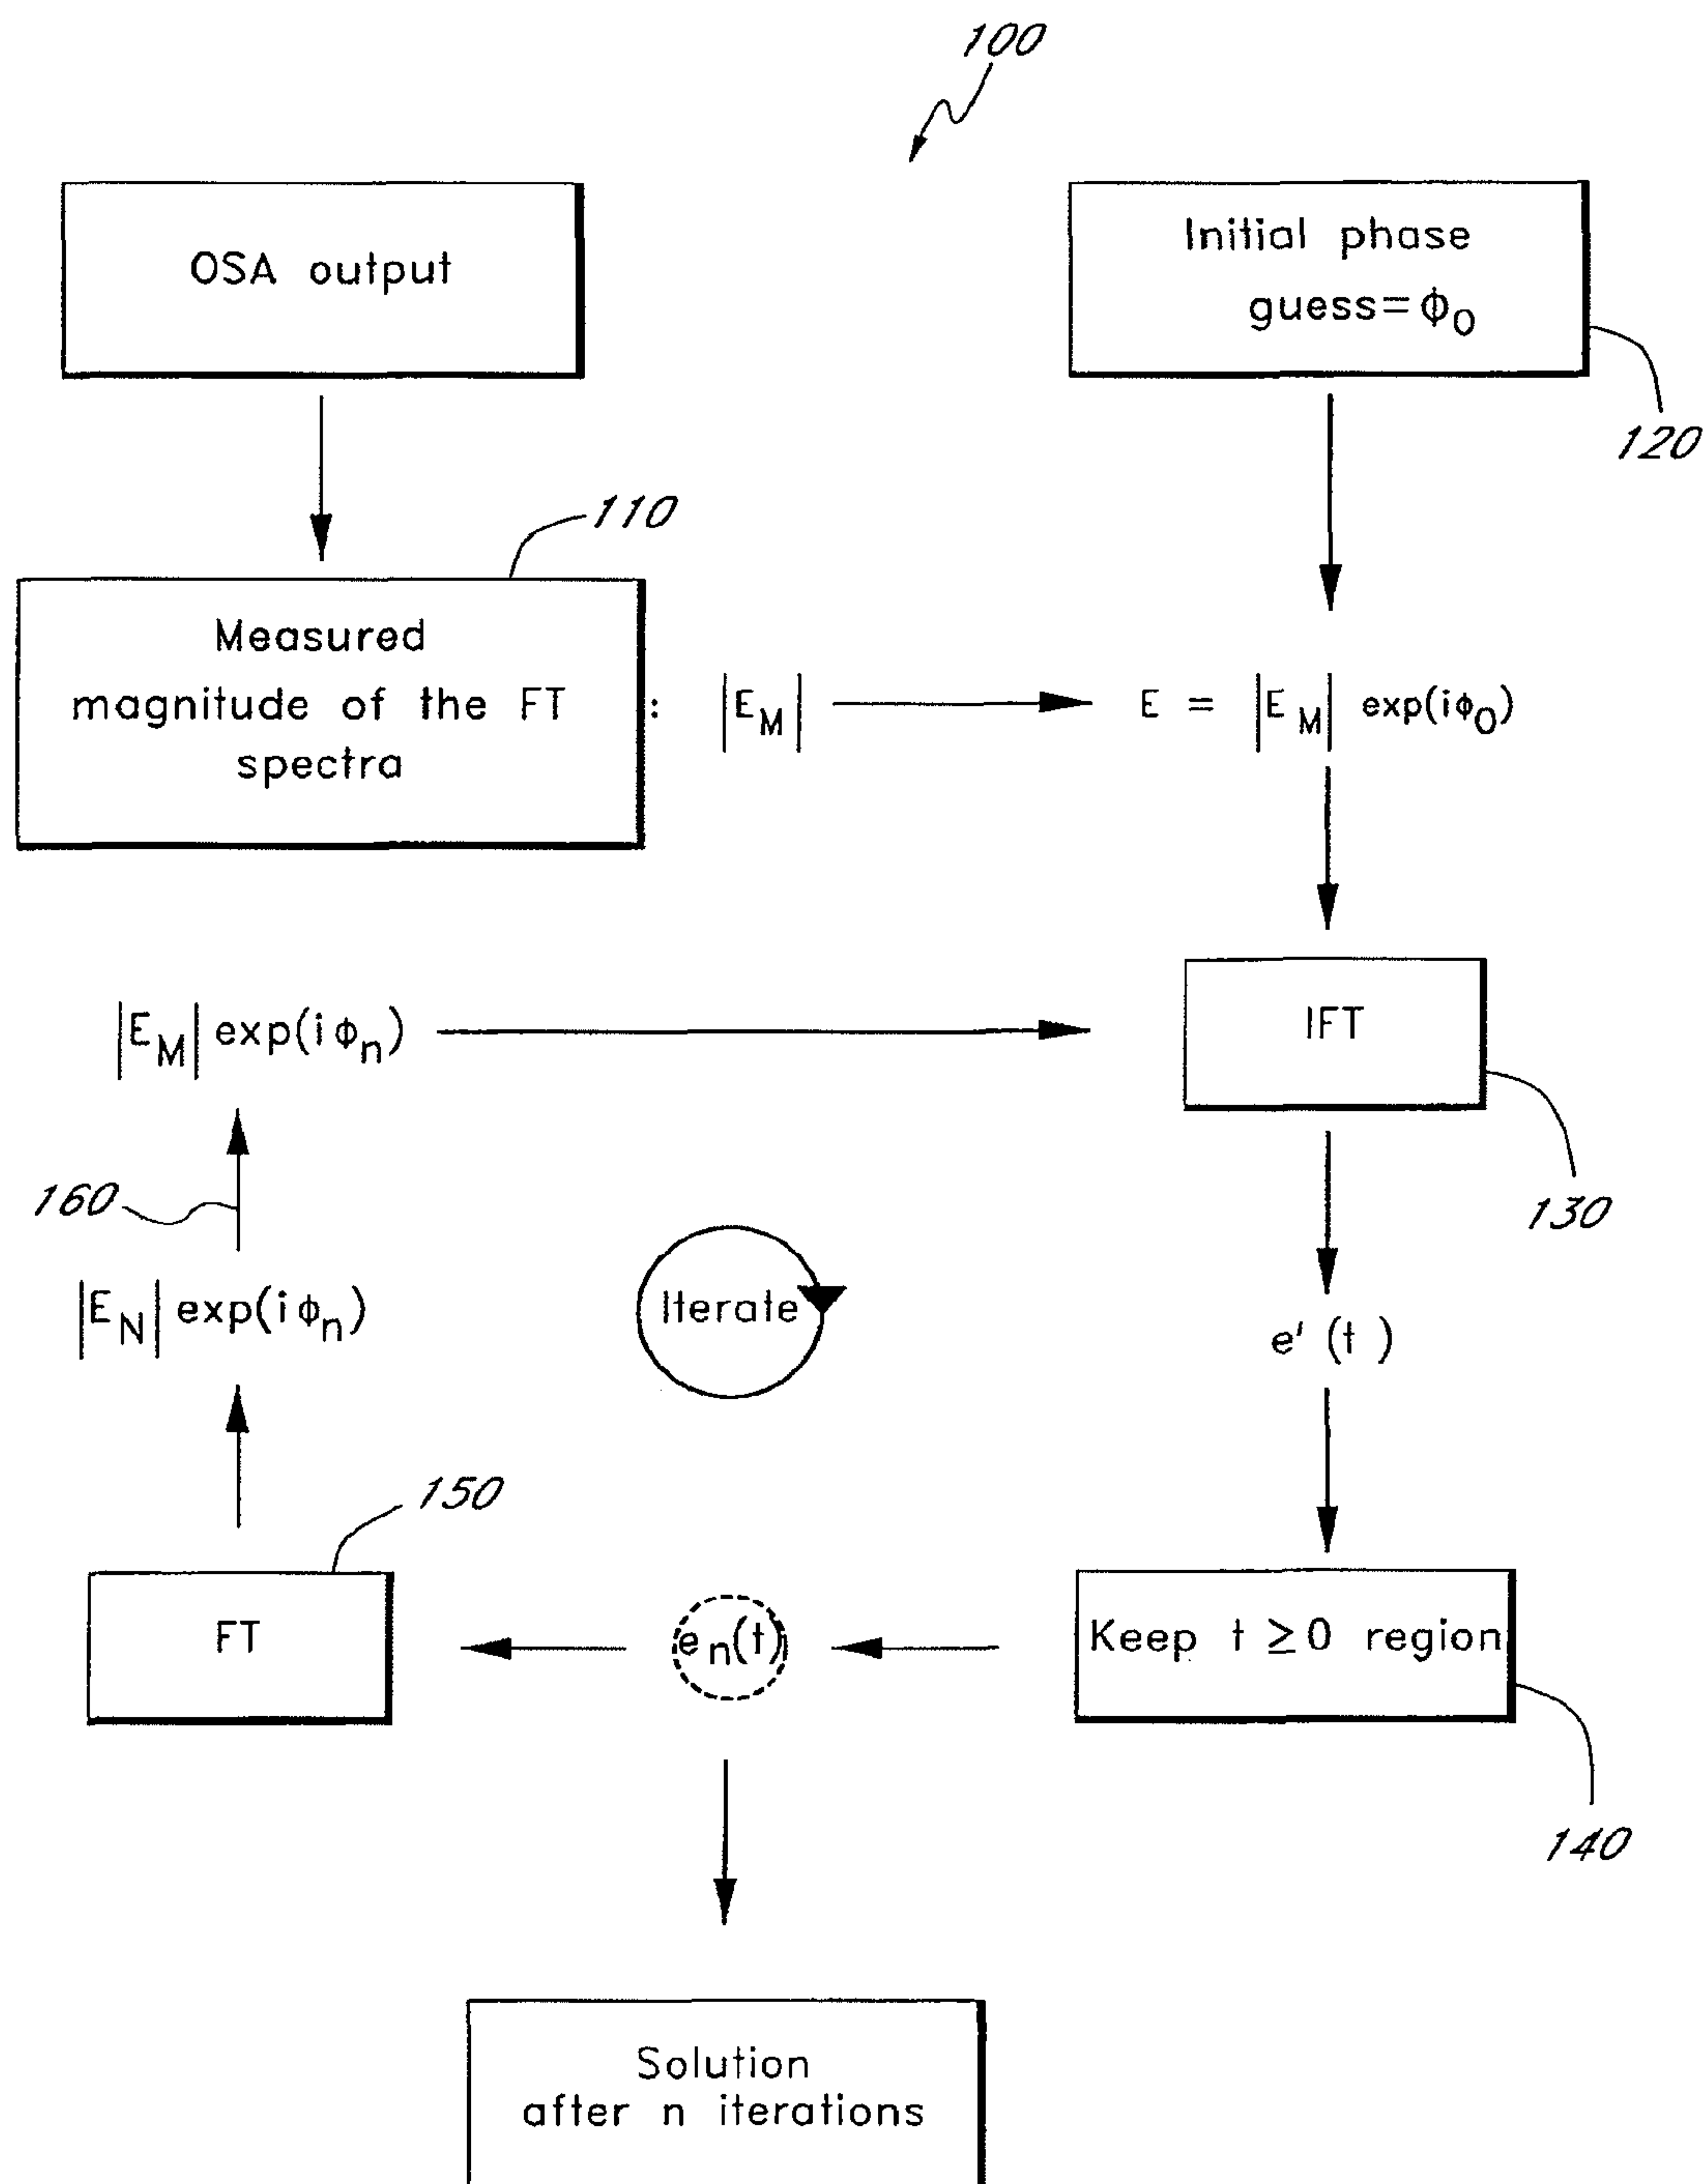 100
OSA output
Initial phase
guess=ϕ0
120
110
Measured
magnitude of the FT
spectra
: |EM|
E = |EM| exp(iϕ0)
|EM| exp(iϕn)
IFT
130
160
|EN| exp(iϕn)
Iterate
e' (t )
150
FT
en(t)
Keep t ≥0 region
140
Solution
after n iterations